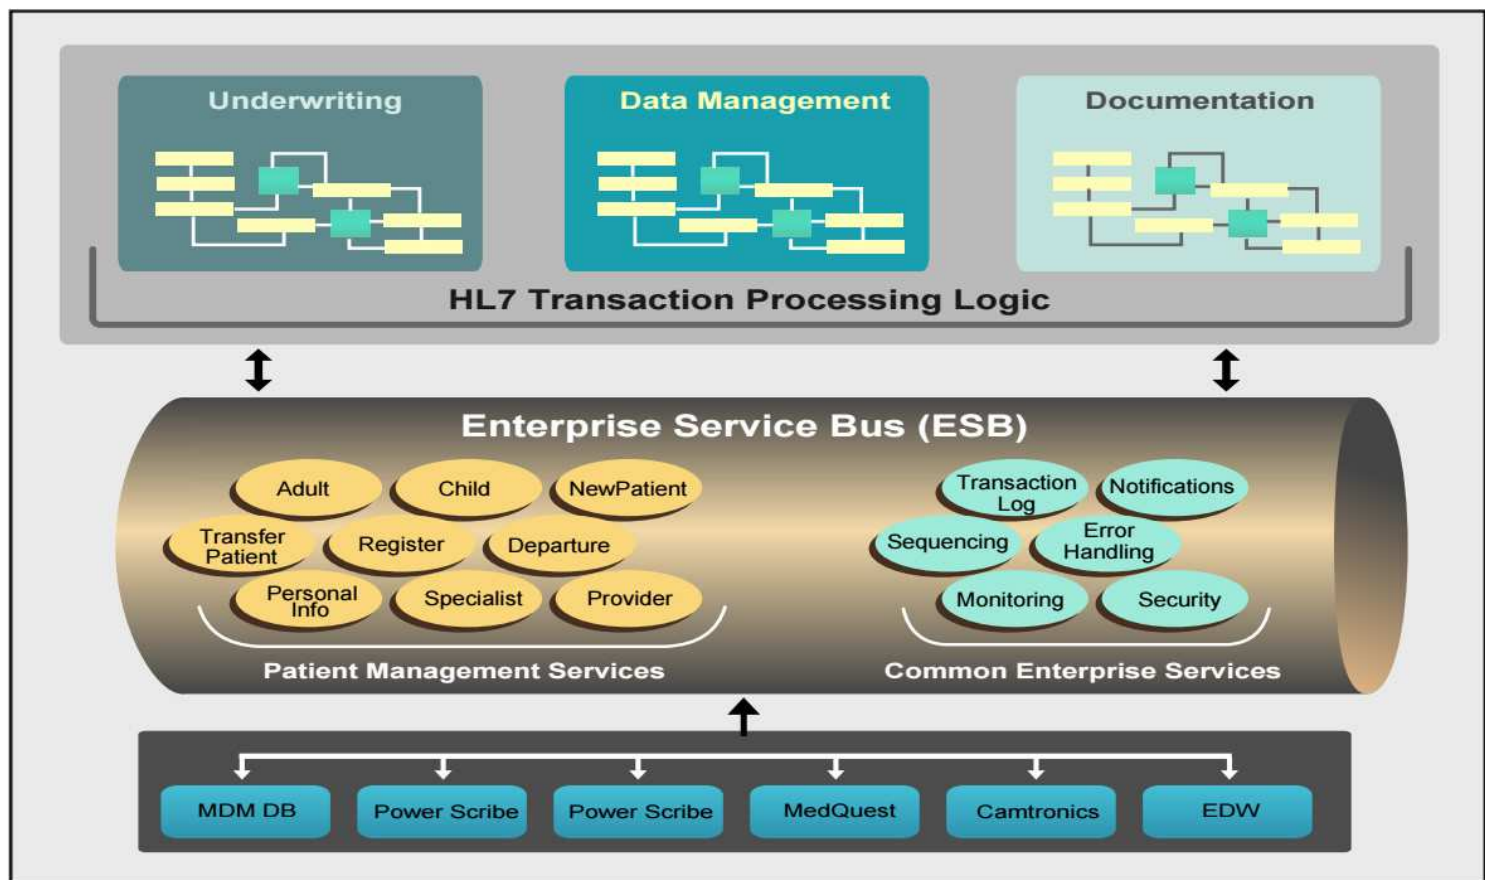 Underwriting
Data Management
Documentation
HL7 Transaction Processing Logic
Enterprise Service Bus (ESB)
Adult
Child
NewPatient
Transfer
Patient
Register
Departure
Personal
Info
Specialist
Provider
Patient Management Services
Transaction
Log
Notifications
Sequencing
Error
Handling
Monitoring
Security
Common Enterprise Services
MDM DB
Power Scribe
Power Scribe
MedQuest
Camtronics
EDW